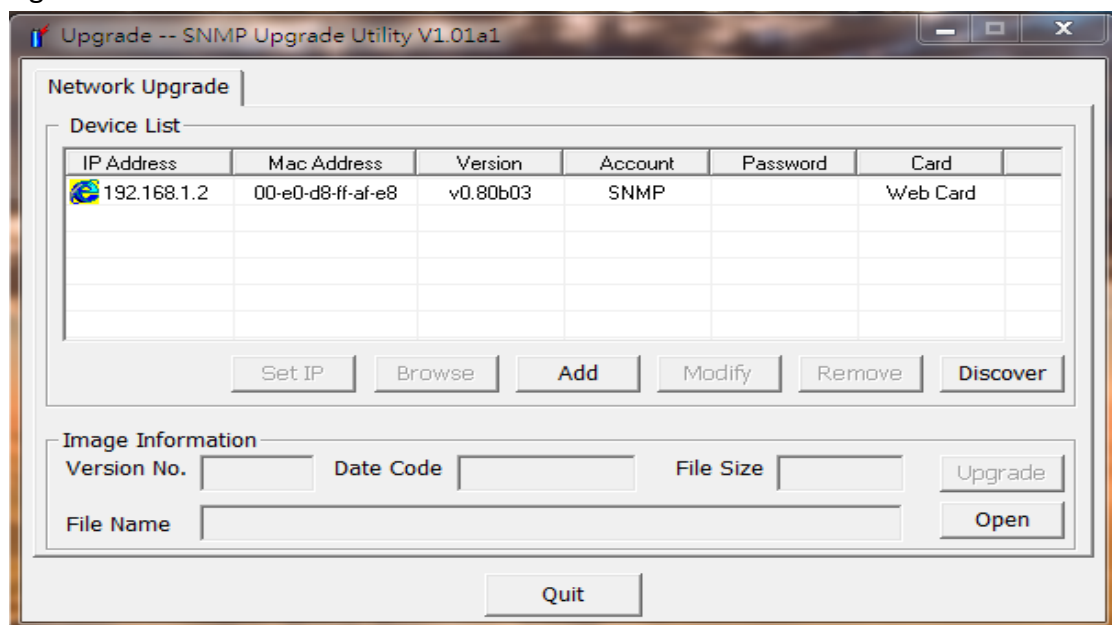 Upgrade -- SNMP Upgrade Utility V1.01a1
Network Upgrade
Device List
IP Address Mac Address Version Account Password Card
192.168.1.2 00-e0-d8-ff-af-e8 v0.80b03 SNMP Web Card
Set IP Browse Add Modify Remove Discover
Image Information
Version No. Date Code File Size Upgrade
File Name Open
Quit